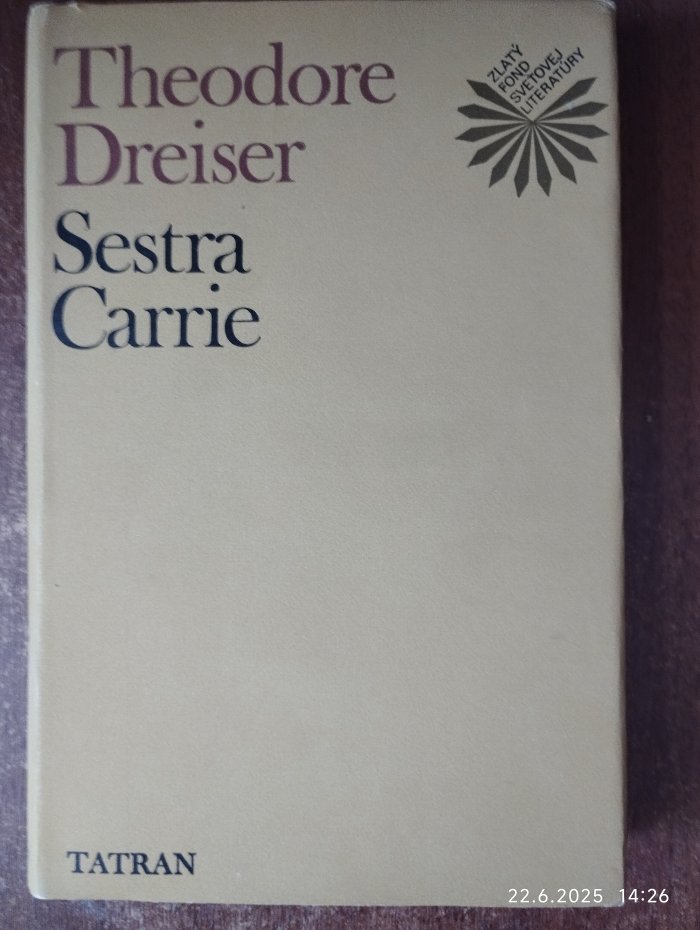 Theodore
Dreiser
Sestra
Carrie
ZLATÝ
FOND
SVETOVEJ
LITERATÚRY
TATRAN
22.6.2025 14:26